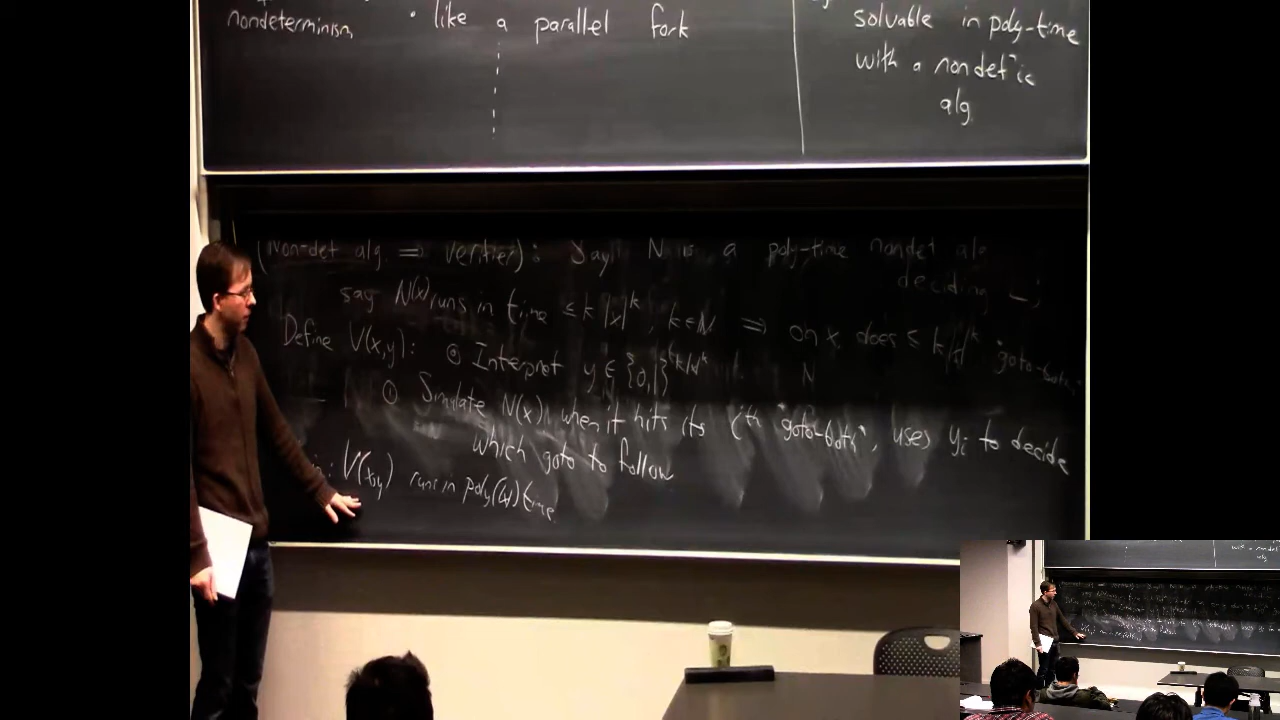 nondeterminism
• like a parallel fork
solvable in poly-time
with a nondet'ic
alg
(Non-det alg ⇒ verifier): Say N is a poly-time nondet alg
deciding
say N(x) runs in time ≤ k|x|^k, k∈ℕ ⇒ on x, does ≤ k|x|^k "goto-both"
N
Define V(x,y): ⓪ Interpret y ∈ {0,1}^{k|x|^k}
① Simulate N(x), when it hits its i^th "goto-both", uses y_i to decide
which goto to follow
: V(x,y) runs in poly(|x|) time.